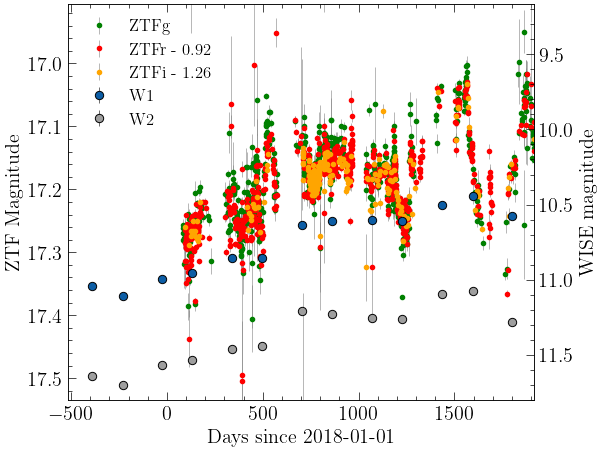 ZTFg
ZTFr - 0.92
ZTFi - 1.26
W1
W2
17.0
17.1
17.2
17.3
17.4
17.5
ZTF Magnitude
9.5
10.0
10.5
11.0
11.5
WISE magnitude
−500
0
500
1000
1500
Days since 2018-01-01